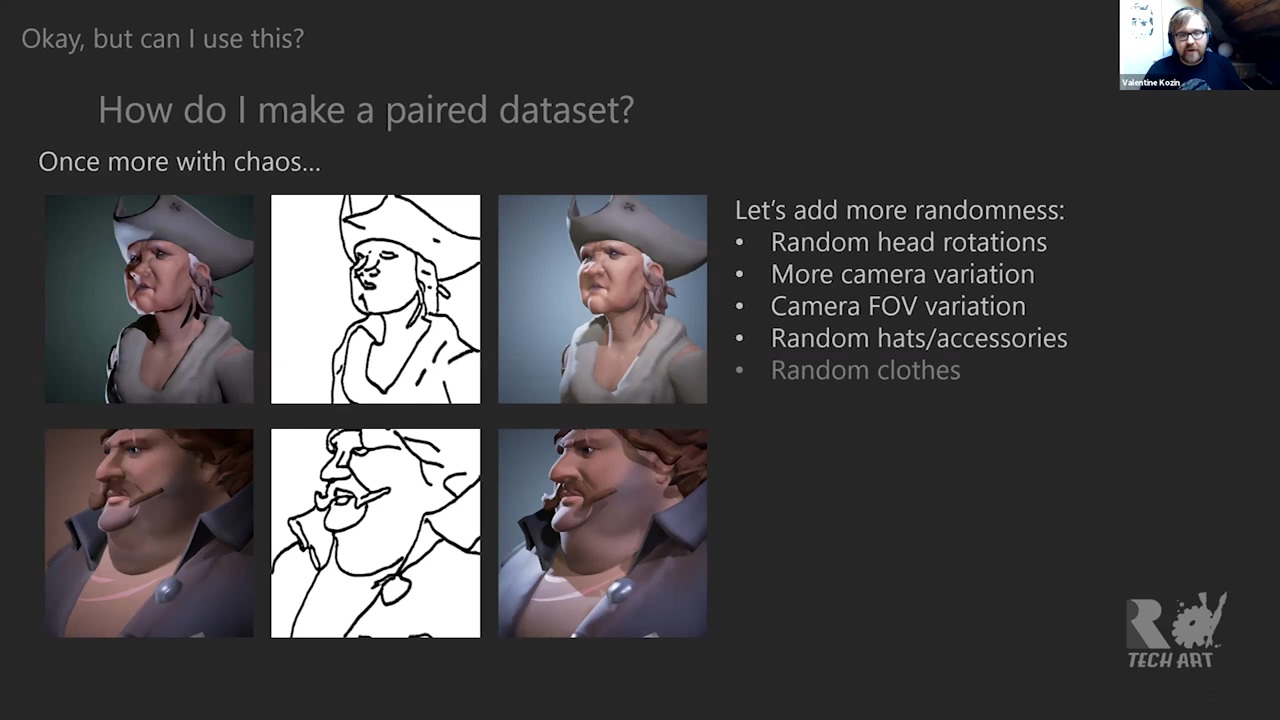 Okay, but can I use this?
Valentine Kozin
How do I make a paired dataset?
Once more with chaos...
Let's add more randomness:
• Random head rotations
• More camera variation
• Camera FOV variation
• Random hats/accessories
• Random clothes
R
TECH ART